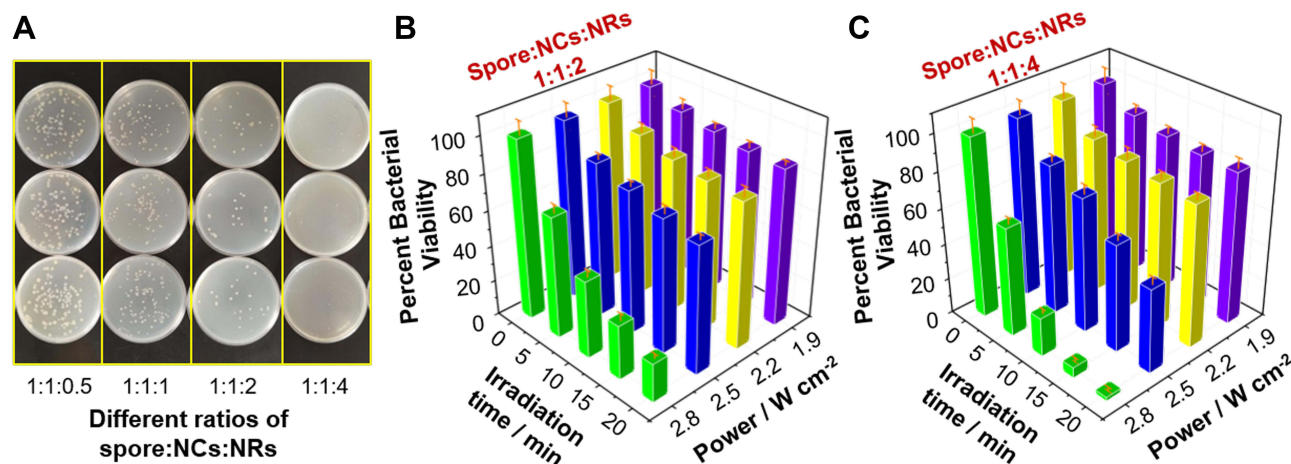 A
1:1:0.5
1:1:1
1:1:2
1:1:4
Different ratios of
spore:NCs:NRs
B
Spore:NCs:NRs
1:1:2
Percent Bacterial
Viability
100
80
60
40
20
0
0
5
10
15
20
Irradiation
time / min
2.8
2.5
2.2
1.9
Power / W cm⁻²
C
Spore:NCs:NRs
1:1:4
Percent Bacterial
Viability
100
80
60
40
20
0
0
5
10
15
20
Irradiation
time / min
2.8
2.5
2.2
1.9
Power / W cm⁻²